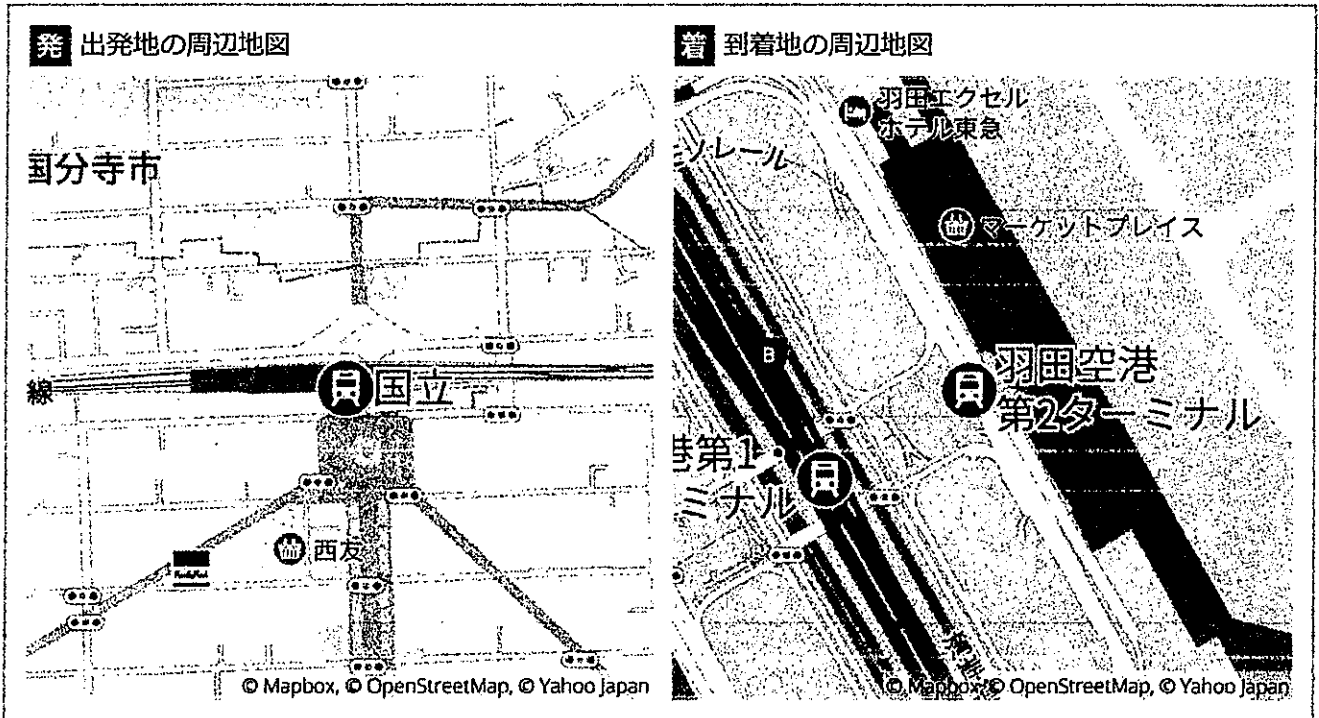 発 出発地の周辺地図
国分寺市
線
国立
西友
FamilyMart
© Mapbox, © OpenStreetMap, © Yahoo Japan
着 到着地の周辺地図
羽田エクセル
ホテル東急
モノレール
マーケットプレイス
B
羽田空港
第2ターミナル
港第1
ミナル
© Mapbox, © OpenStreetMap, © Yahoo Japan